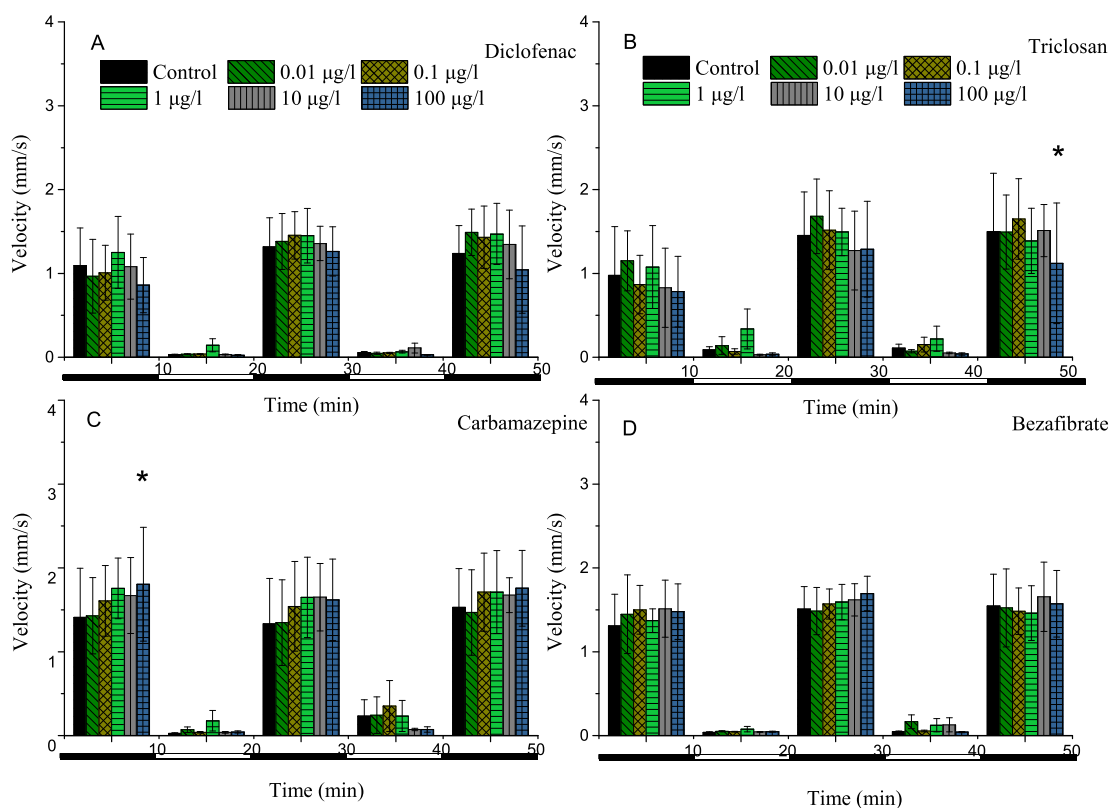 A
Diclofenac
Control 0.01 μg/l 0.1 μg/l
1 μg/l 10 μg/l 100 μg/l
Velocity (mm/s)
4
3
2
1
0
10 20 30 40 50
Time (min)
B
Triclosan
Control 0.01 μg/l 0.1 μg/l
1 μg/l 10 μg/l 100 μg/l
*
Velocity (mm/s)
4
3
2
1
0
10 20 30 40 50
Time (min)
C
Carbamazepine
*
Velocity (mm/s)
4
3
2
1
0
10 20 30 40 50
Time (min)
D
Bezafibrate
Velocity (mm/s)
4
3
2
1
0
10 20 30 40 50
Time (min)